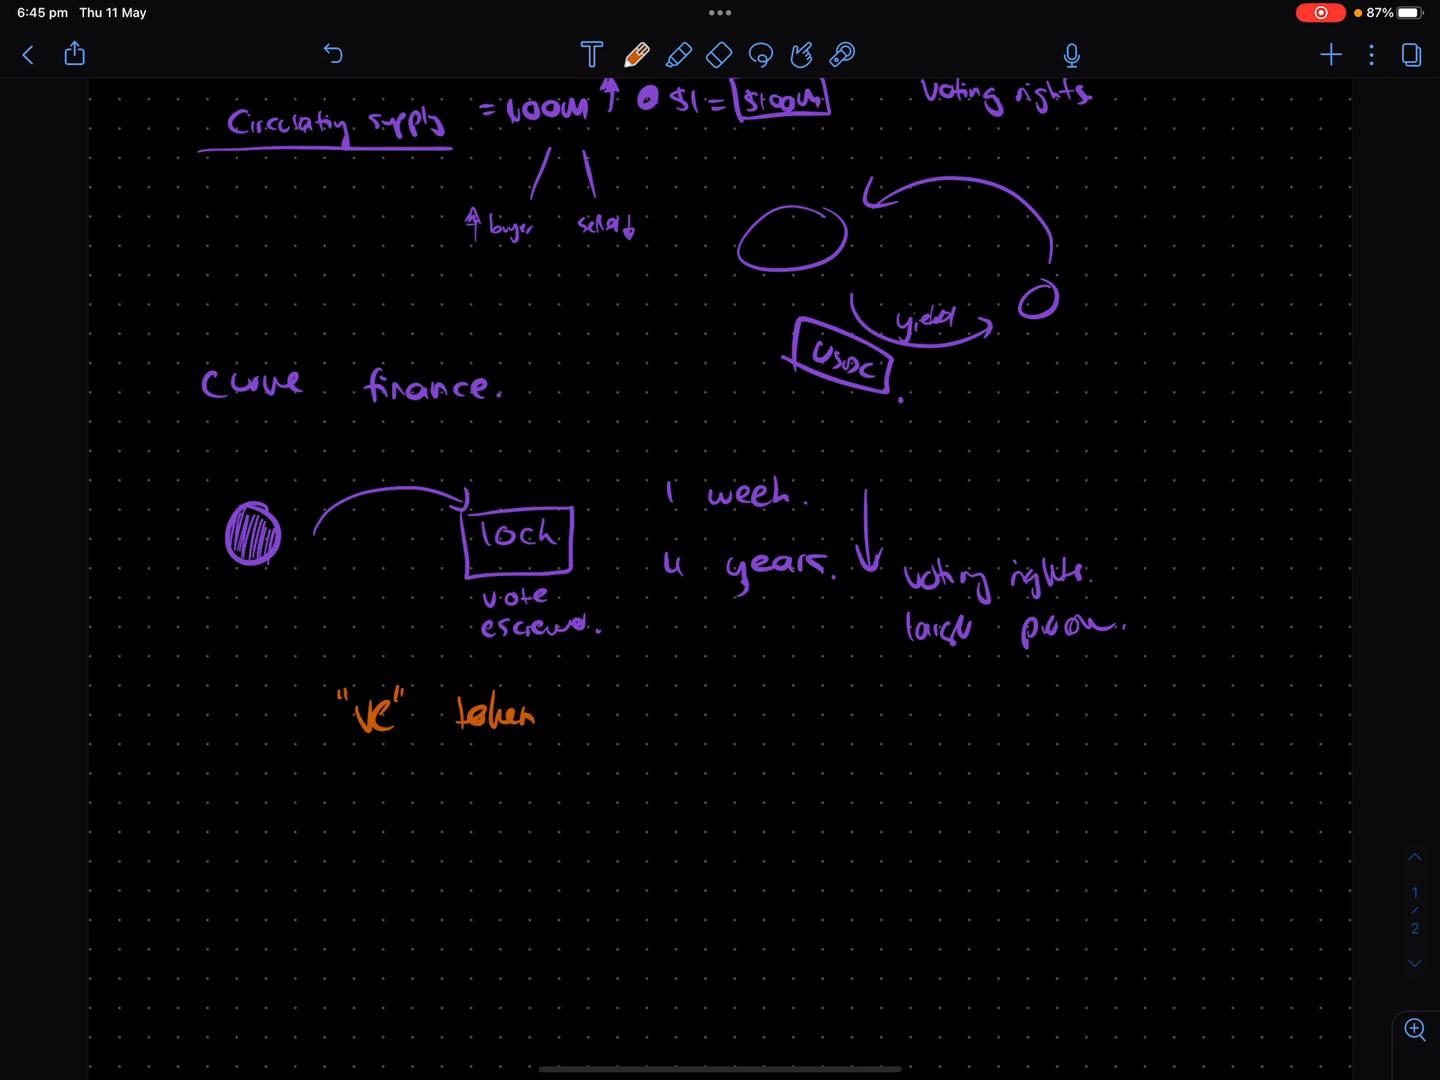 6:45 pm Thu 11 May
87%
T
Circulating supply = 100M $1 = $100M
voting rights
buyer seller
yield
USDC
curve finance.
lock
vote
escrowed.
1 week.
4 years.
voting rights.
large
"ve" token
1
/
2